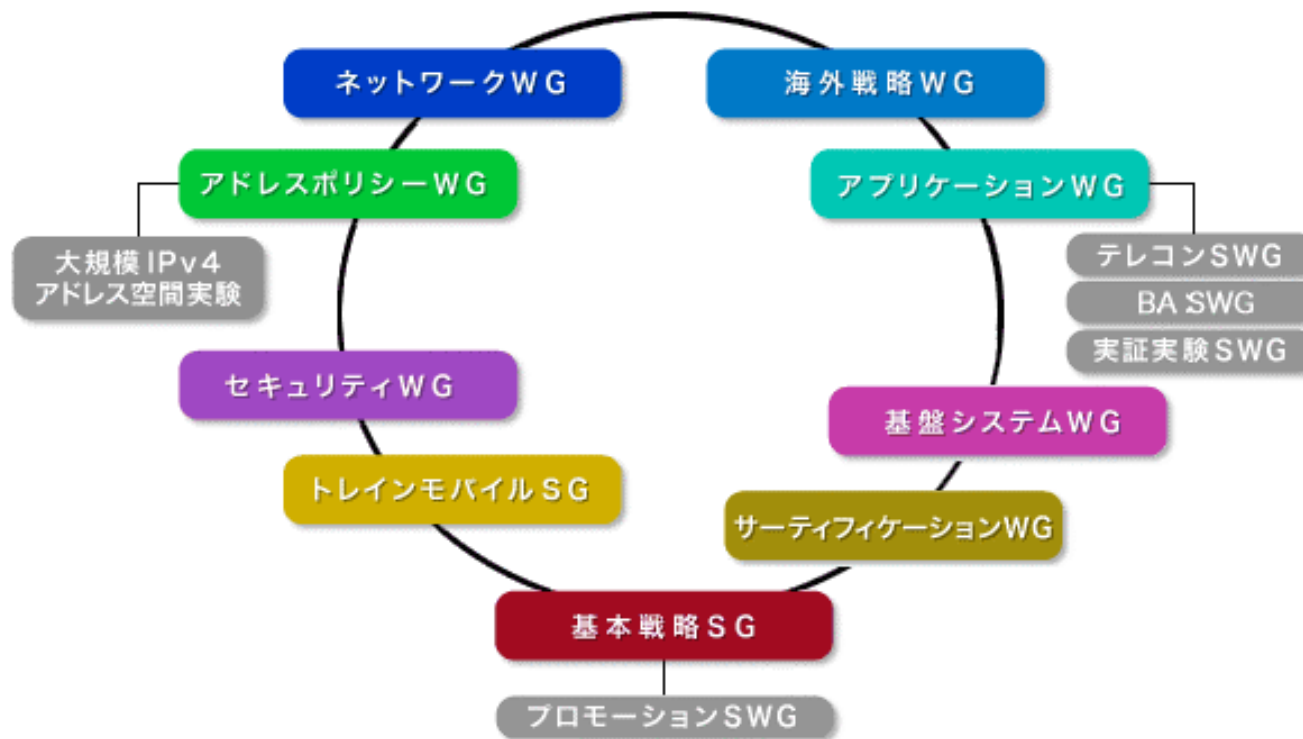 ネットワークWG
海外戦略WG
アドレスポリシーWG
アプリケーションWG
大規模IPv4
アドレス空間実験
テレコンSWG
BA:SWG
実証実験SWG
セキュリティWG
基盤システムWG
トレインモバイルSG
サーティフィケーションWG
基本戦略SG
プロモーションSWG